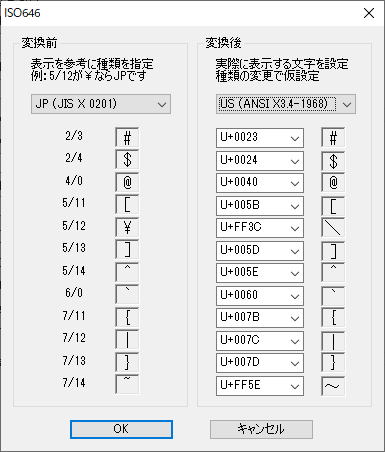 ISO646
変換前
表示を参考に種類を指定
例:5/12が¥ならJPです
JP (JIS X 0201)
2/3 #
2/4 $
4/0 @
5/11 [
5/12 ¥
5/13 ]
5/14 ^
6/0 `
7/11 {
7/12 |
7/13 }
7/14 ~
変換後
実際に表示する文字を設定
種類の変更で仮設定
US (ANSI X3.4-1968)
U+0023 #
U+0024 $
U+0040 @
U+005B [
U+FF3C ＼
U+005D ]
U+005E ^
U+0060 `
U+007B {
U+007C |
U+007D }
U+FF5E ～
OK
キャンセル